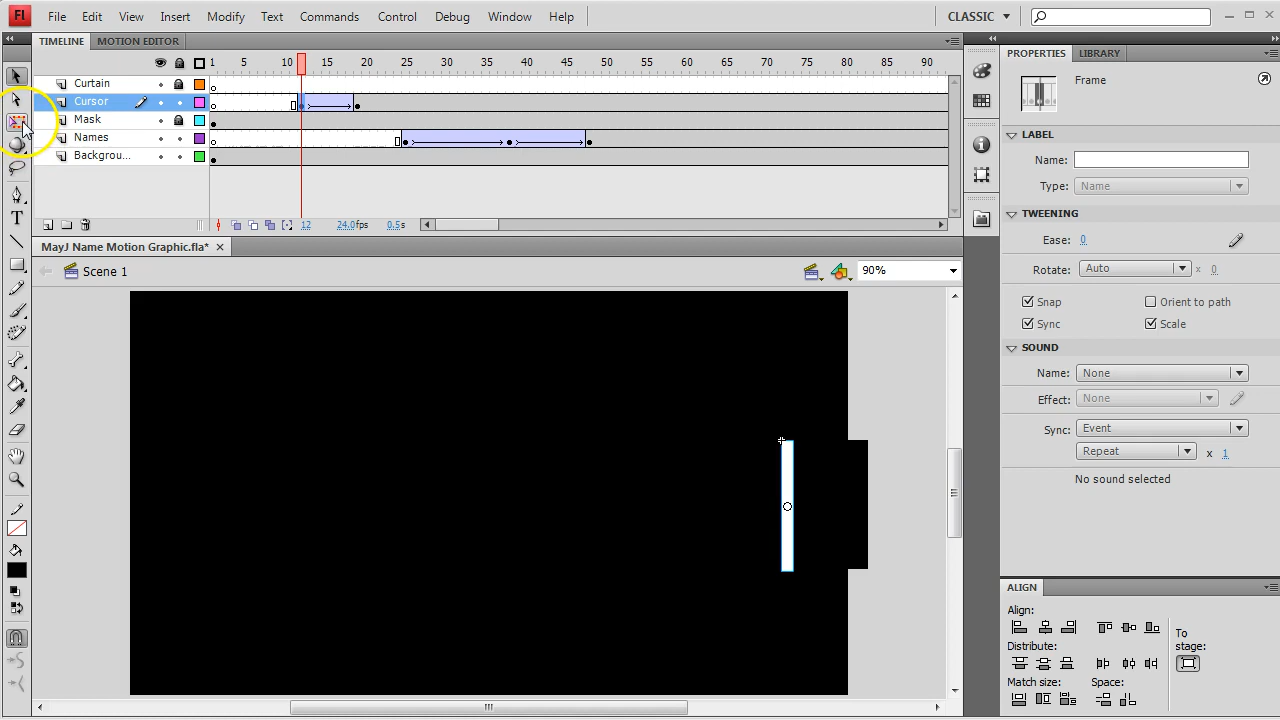 Fl File Edit View Insert Modify Text Commands Control Debug Window Help CLASSIC
TIMELINE MOTION EDITOR
1 5 10 15 20 25 30 35 40 45 50 55 60 65 70 75 80 85 90
Curtain
Cursor
Mask
Names
Backgrou...
12 24.0fps 0.5s
MayJ Name Motion Graphic.fla*
Scene 1
90%
PROPERTIES LIBRARY
Frame
LABEL
Name:
Type: Name
TWEENING
Ease: 0
Rotate: Auto x 0
Snap Orient to path
Sync Scale
SOUND
Name: None
Effect: None
Sync: Event
Repeat x 1
No sound selected
ALIGN
Align:
To
stage:
Distribute:
Match size: Space: